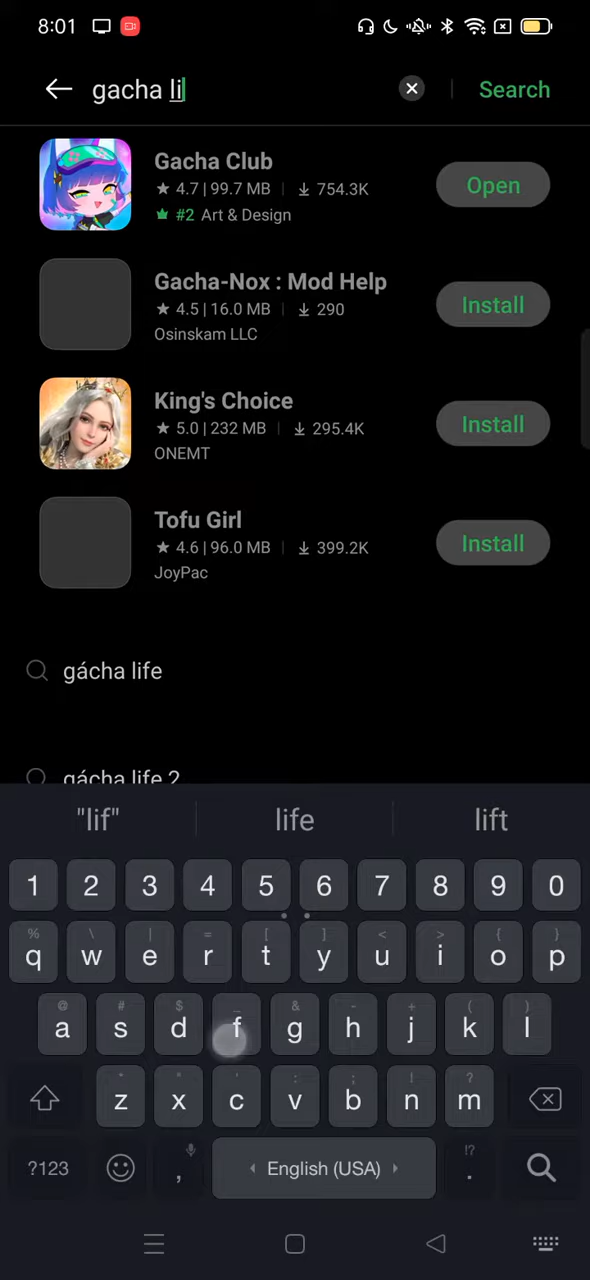 8:01
gacha li
Search
Gacha Club
★ 4.7 | 99.7 MB | 754.3K
#2 Art & Design
Open
Gacha-Nox : Mod Help
★ 4.5 | 16.0 MB | 290
Osinskam LLC
Install
King's Choice
★ 5.0 | 232 MB | 295.4K
ONEMT
Install
Tofu Girl
★ 4.6 | 96.0 MB | 399.2K
JoyPac
Install
gácha life
gácha life 2
"lif" life lift
1 2 3 4 5 6 7 8 9 0
% \ | = [ ] < > { }
q w e r t y u i o p
@ # $ _ & - + ( )
a s d f g h j k l
* " ' : ; ! ?
z x c v b n m
?123 , English (USA) !? .